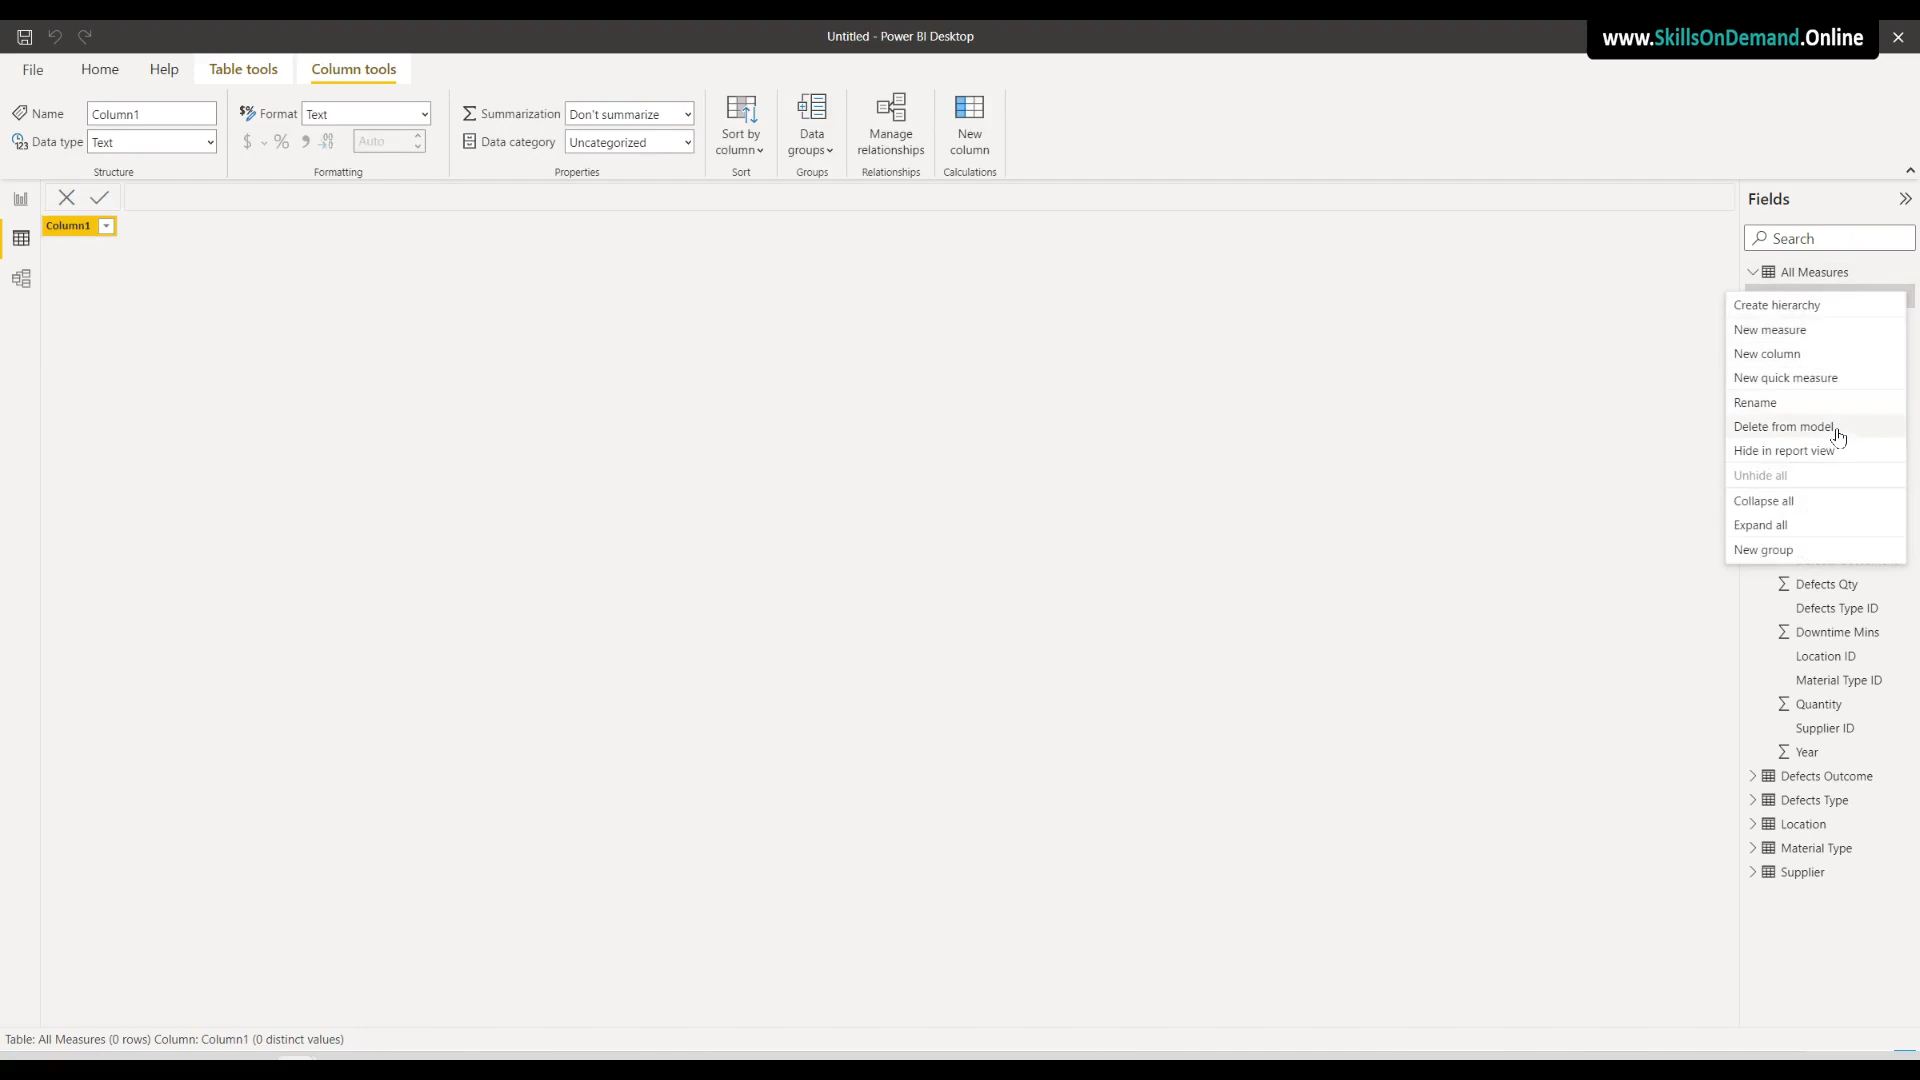 Untitled - Power BI Desktop
www.SkillsOnDemand.Online
File Home Help Table tools Column tools
Name Column1
Data type Text
Structure
Format Text
$ % Auto
Formatting
Summarization Don't summarize
Data category Uncategorized
Properties
Sort by
column
Sort
Data
groups
Groups
Manage
relationships
Relationships
New
column
Calculations
Column1
Fields
Search
All Measures
Create hierarchy
New measure
New column
New quick measure
Rename
Delete from model
Hide in report view
Unhide all
Collapse all
Expand all
New group
Defects Qty
Defects Type ID
Downtime Mins
Location ID
Material Type ID
Quantity
Supplier ID
Year
Defects Outcome
Defects Type
Location
Material Type
Supplier
Table: All Measures (0 rows) Column: Column1 (0 distinct values)